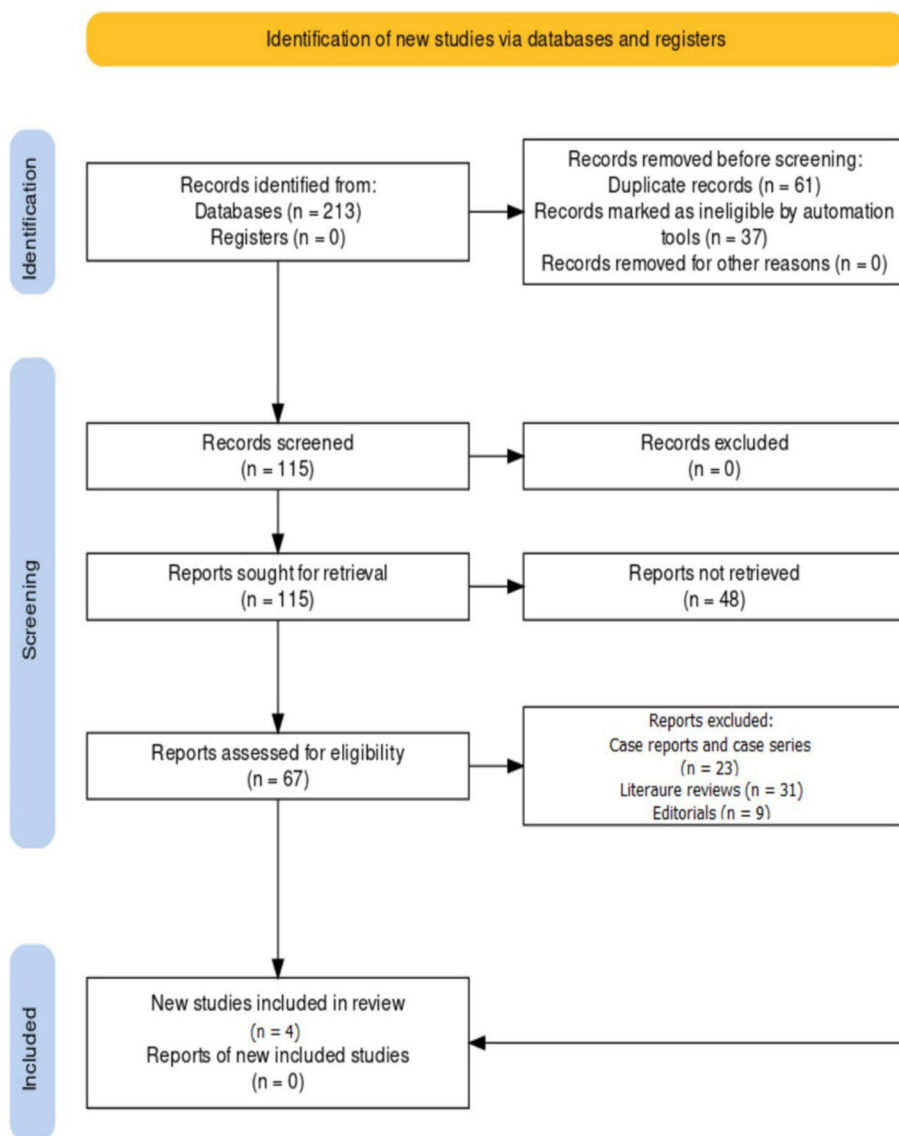 Identification of new studies via databases and registers
Identification
Records identified from:
Databases (n = 213)
Registers (n = 0)
Records removed before screening:
Duplicate records (n = 61)
Records marked as ineligible by automation
tools (n = 37)
Records removed for other reasons (n = 0)
Screening
Records screened
(n = 115)
Records excluded
(n = 0)
Reports sought for retrieval
(n = 115)
Reports not retrieved
(n = 48)
Reports assessed for eligibility
(n = 67)
Reports excluded:
Case reports and case series
(n = 23)
Literaure reviews (n = 31)
Editorials (n = 9)
Included
New studies included in review
(n = 4)
Reports of new included studies
(n = 0)